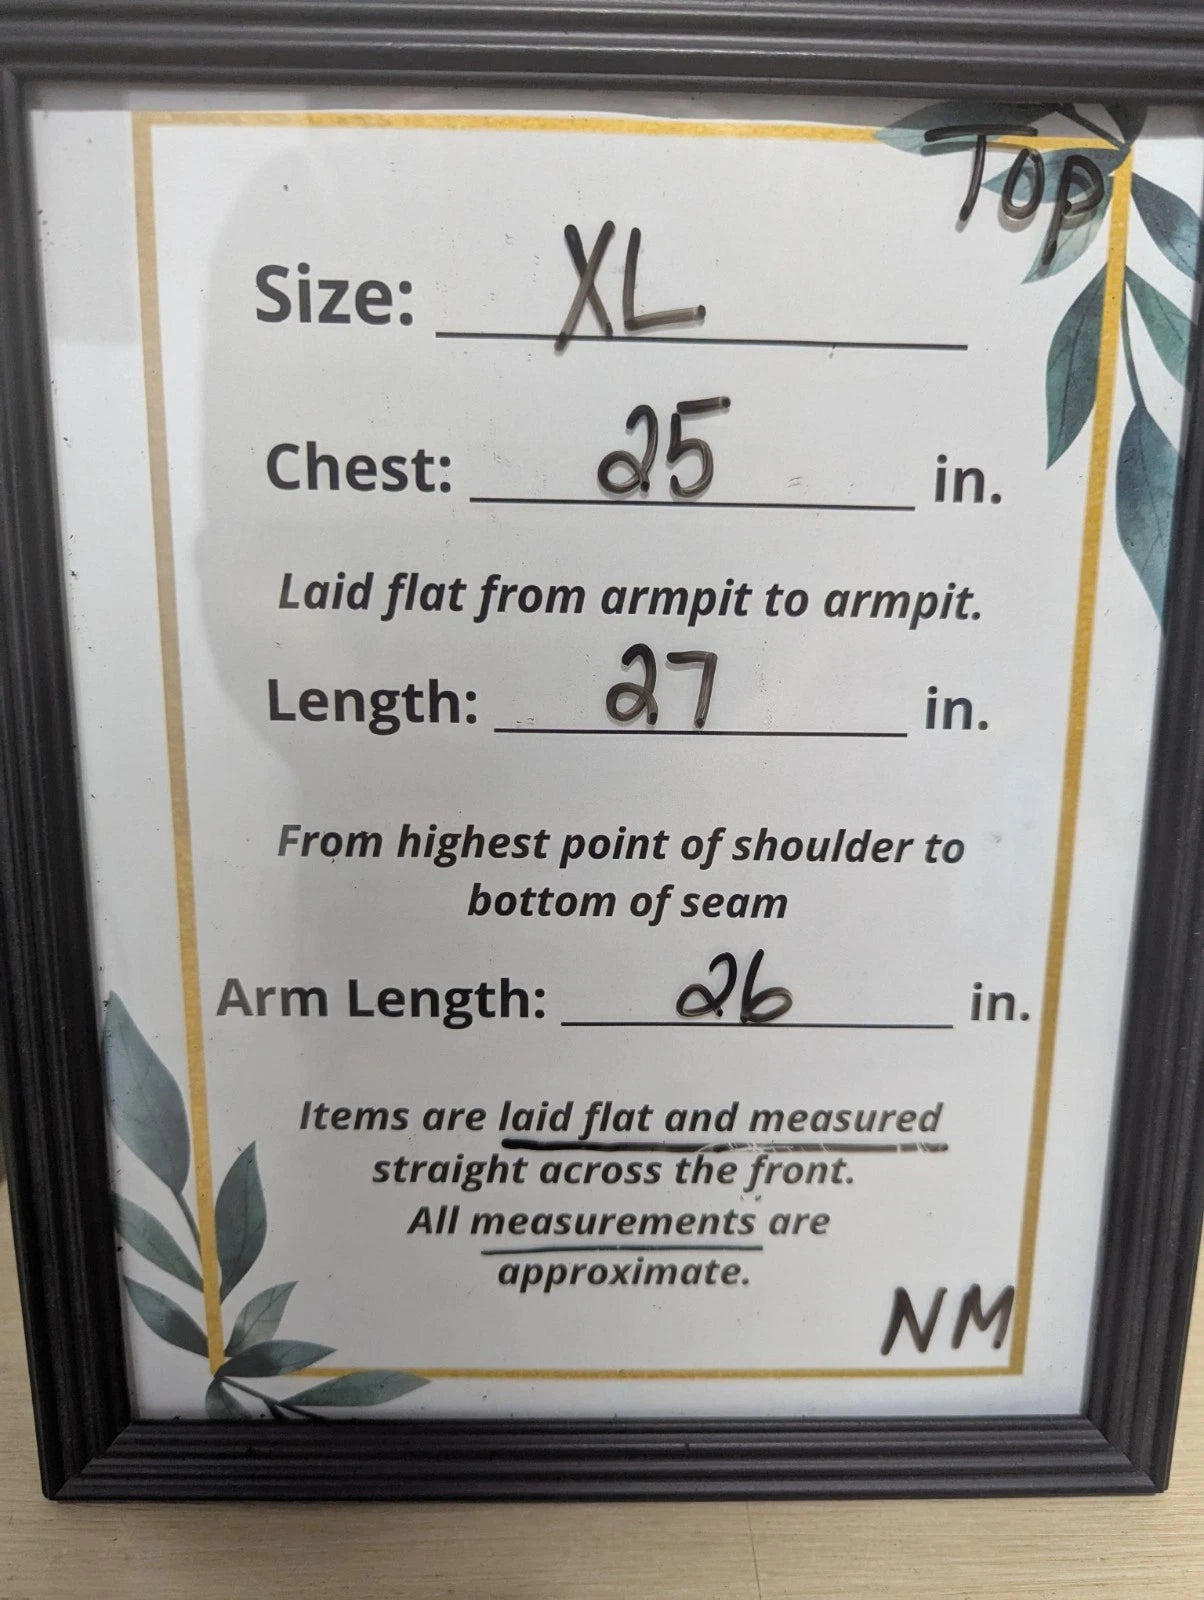 Top
Size: XL
Chest: 25 in.
Laid flat from armpit to armpit.
Length: 27 in.
From highest point of shoulder to
bottom of seam
Arm Length: 26 in.
Items are laid flat and measured
straight across the front.
All measurements are
approximate.
NM